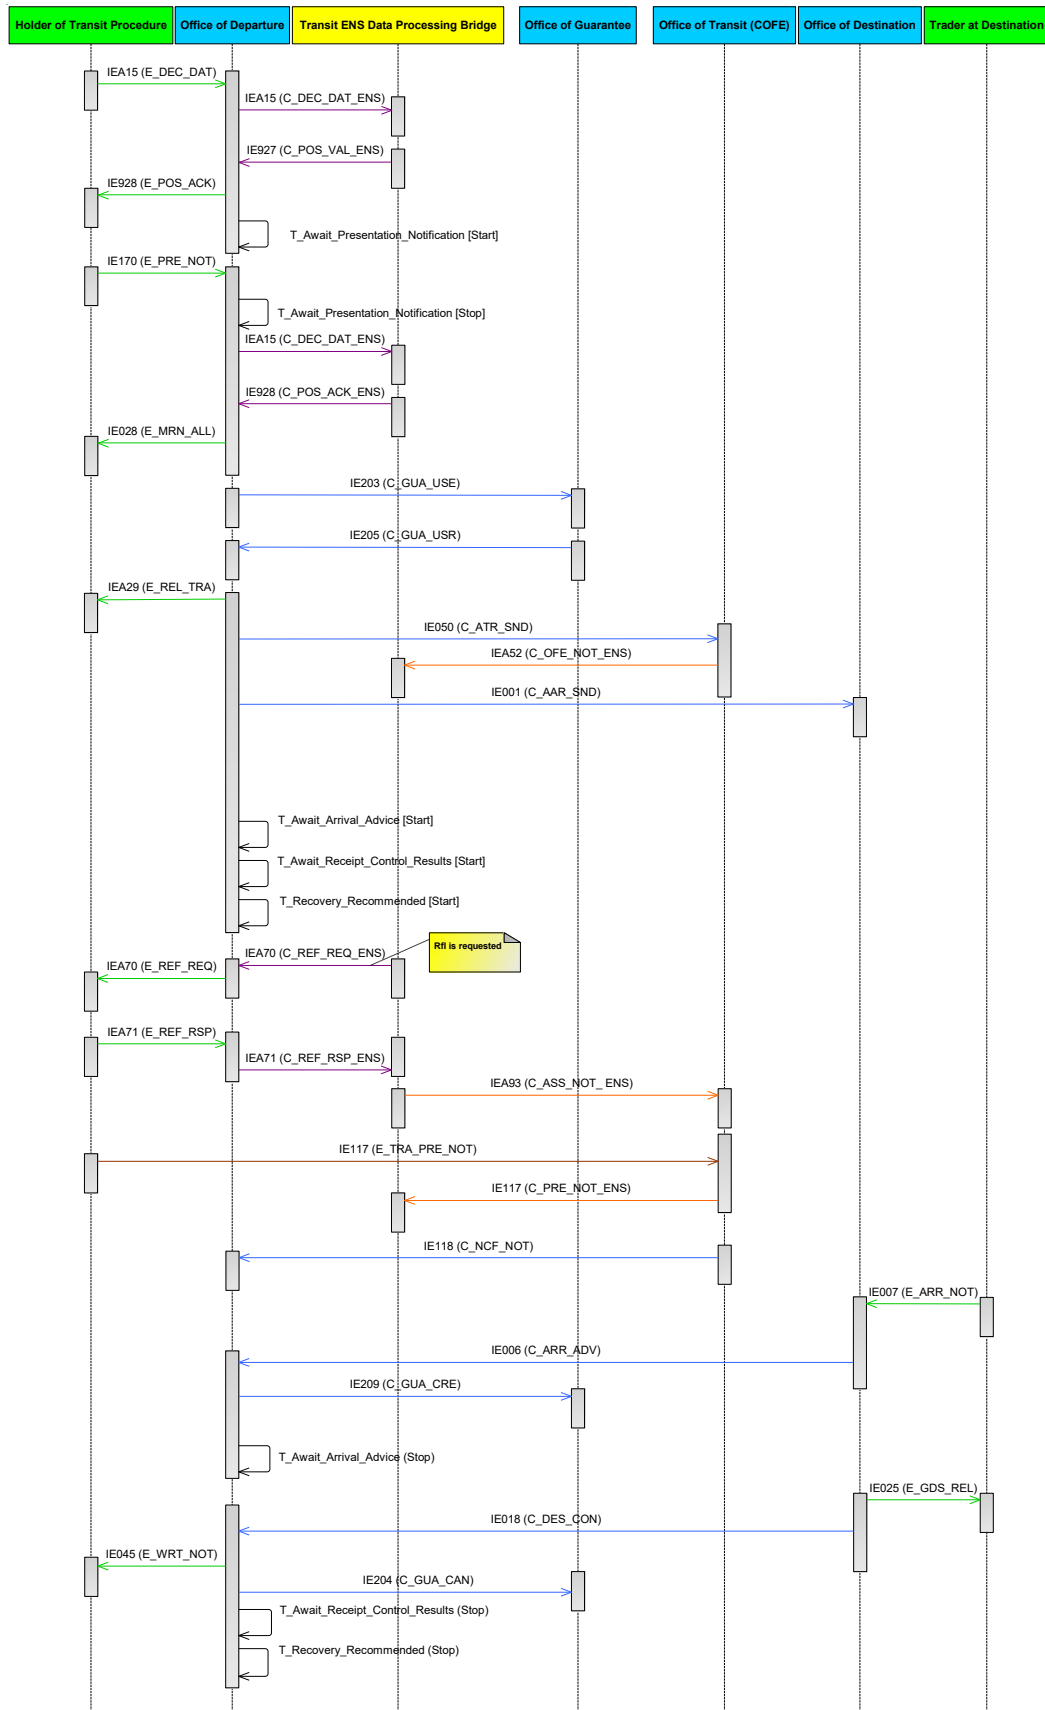 Holder of Transit Procedure
Office of Departure
Transit ENS Data Processing Bridge
Office of Guarantee
Office of Transit (COFE)
Office of Destination
Trader at Destination
IEA15 (E_DEC_DAT)
IEA15 (C_DEC_DAT_ENS)
IE927 (C_POS_VAL_ENS)
IE928 (E_POS_ACK)
T_Await_Presentation_Notification [Start]
IE170 (E_PRE_NOT)
T_Await_Presentation_Notification [Stop]
IEA15 (C_DEC_DAT_ENS)
IE928 (C_POS_ACK_ENS)
IE028 (E_MRN_ALL)
IE203 (C_GUA_USE)
IE205 (C_GUA_USR)
IEA29 (E_REL_TRA)
IE050 (C_ATR_SND)
IEA52 (C_OFE_NOT_ENS)
IE001 (C_AAR_SND)
T_Await_Arrival_Advice [Start]
T_Await_Receipt_Control_Results [Start]
T_Recovery_Recommended [Start]
RfI is requested
IEA70 (C_REF_REQ_ENS)
IEA70 (E_REF_REQ)
IEA71 (E_REF_RSP)
IEA71 (C_REF_RSP_ENS)
IEA93 (C_ASS_NOT_ ENS)
IE117 (E_TRA_PRE_NOT)
IE117 (C_PRE_NOT_ENS)
IE118 (C_NCF_NOT)
IE007 (E_ARR_NOT)
IE006 (C_ARR_ADV)
IE209 (C_GUA_CRE)
T_Await_Arrival_Advice (Stop)
IE025 (E_GDS_REL)
IE018 (C_DES_CON)
IE045 (E_WRT_NOT)
IE204 (C_GUA_CAN)
T_Await_Receipt_Control_Results (Stop)
T_Recovery_Recommended (Stop)